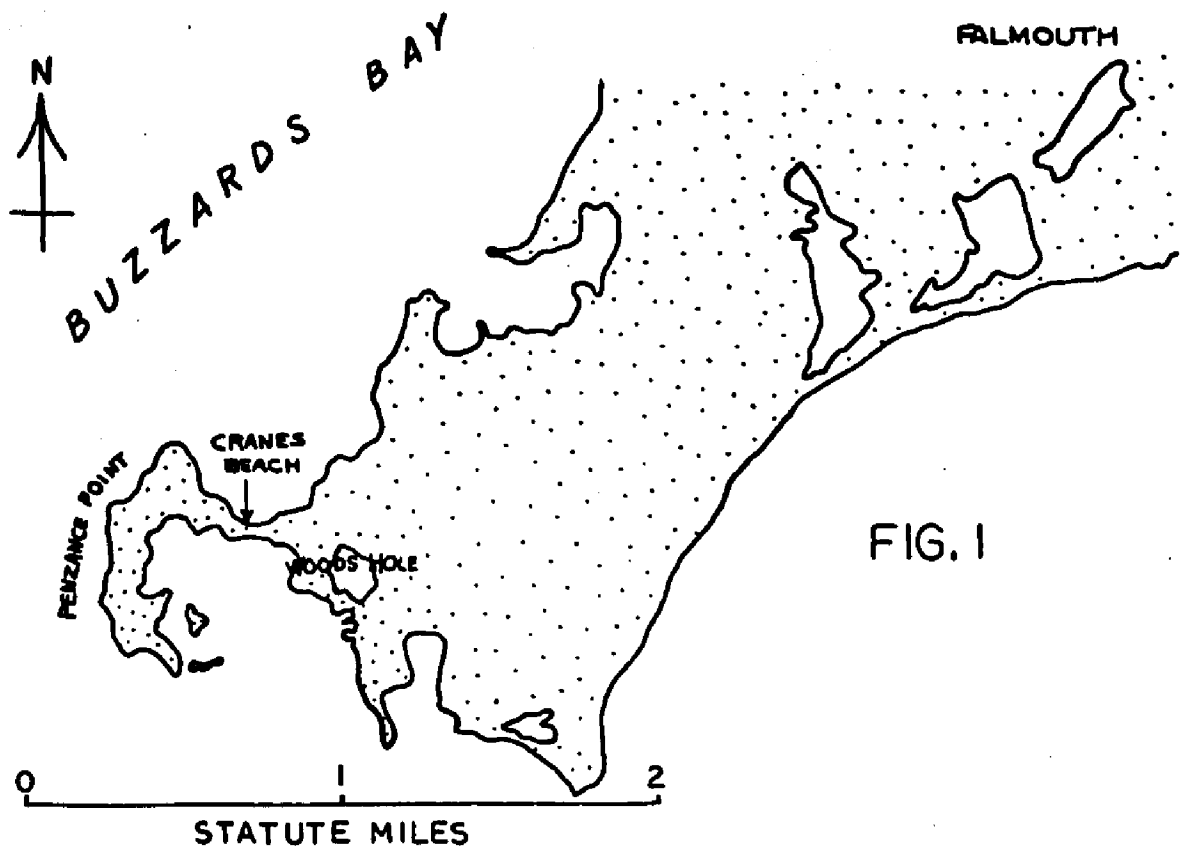 FALMOUTH
N
BUZZARDS BAY
CRANES
BEACH
PENZANCE POINT
WOODS HOLE
FIG. 1
0 1 2
STATUTE MILES